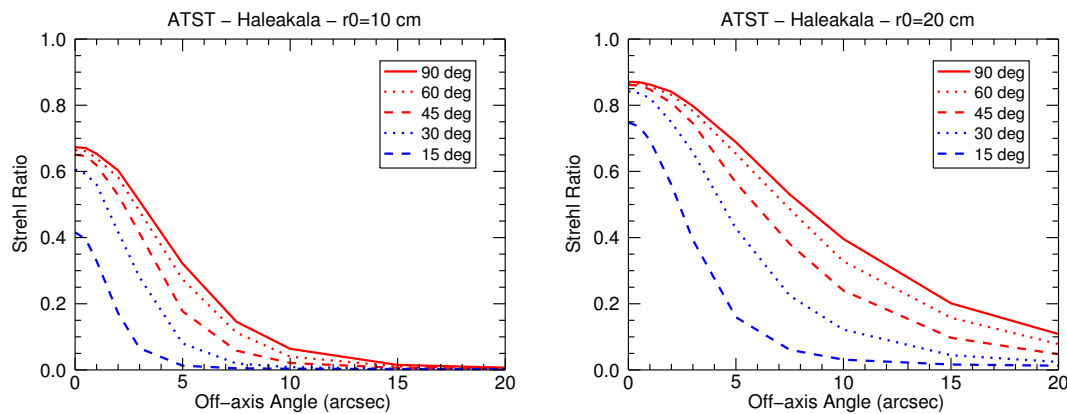 ATST – Haleakala – r0=10 cm
1.0
0.8
0.6
0.4
0.2
0.0
Strehl Ratio
90 deg
60 deg
45 deg
30 deg
15 deg
0
5
10
15
20
Off-axis Angle (arcsec)
ATST – Haleakala – r0=20 cm
1.0
0.8
0.6
0.4
0.2
0.0
Strehl Ratio
90 deg
60 deg
45 deg
30 deg
15 deg
0
5
10
15
20
Off-axis Angle (arcsec)